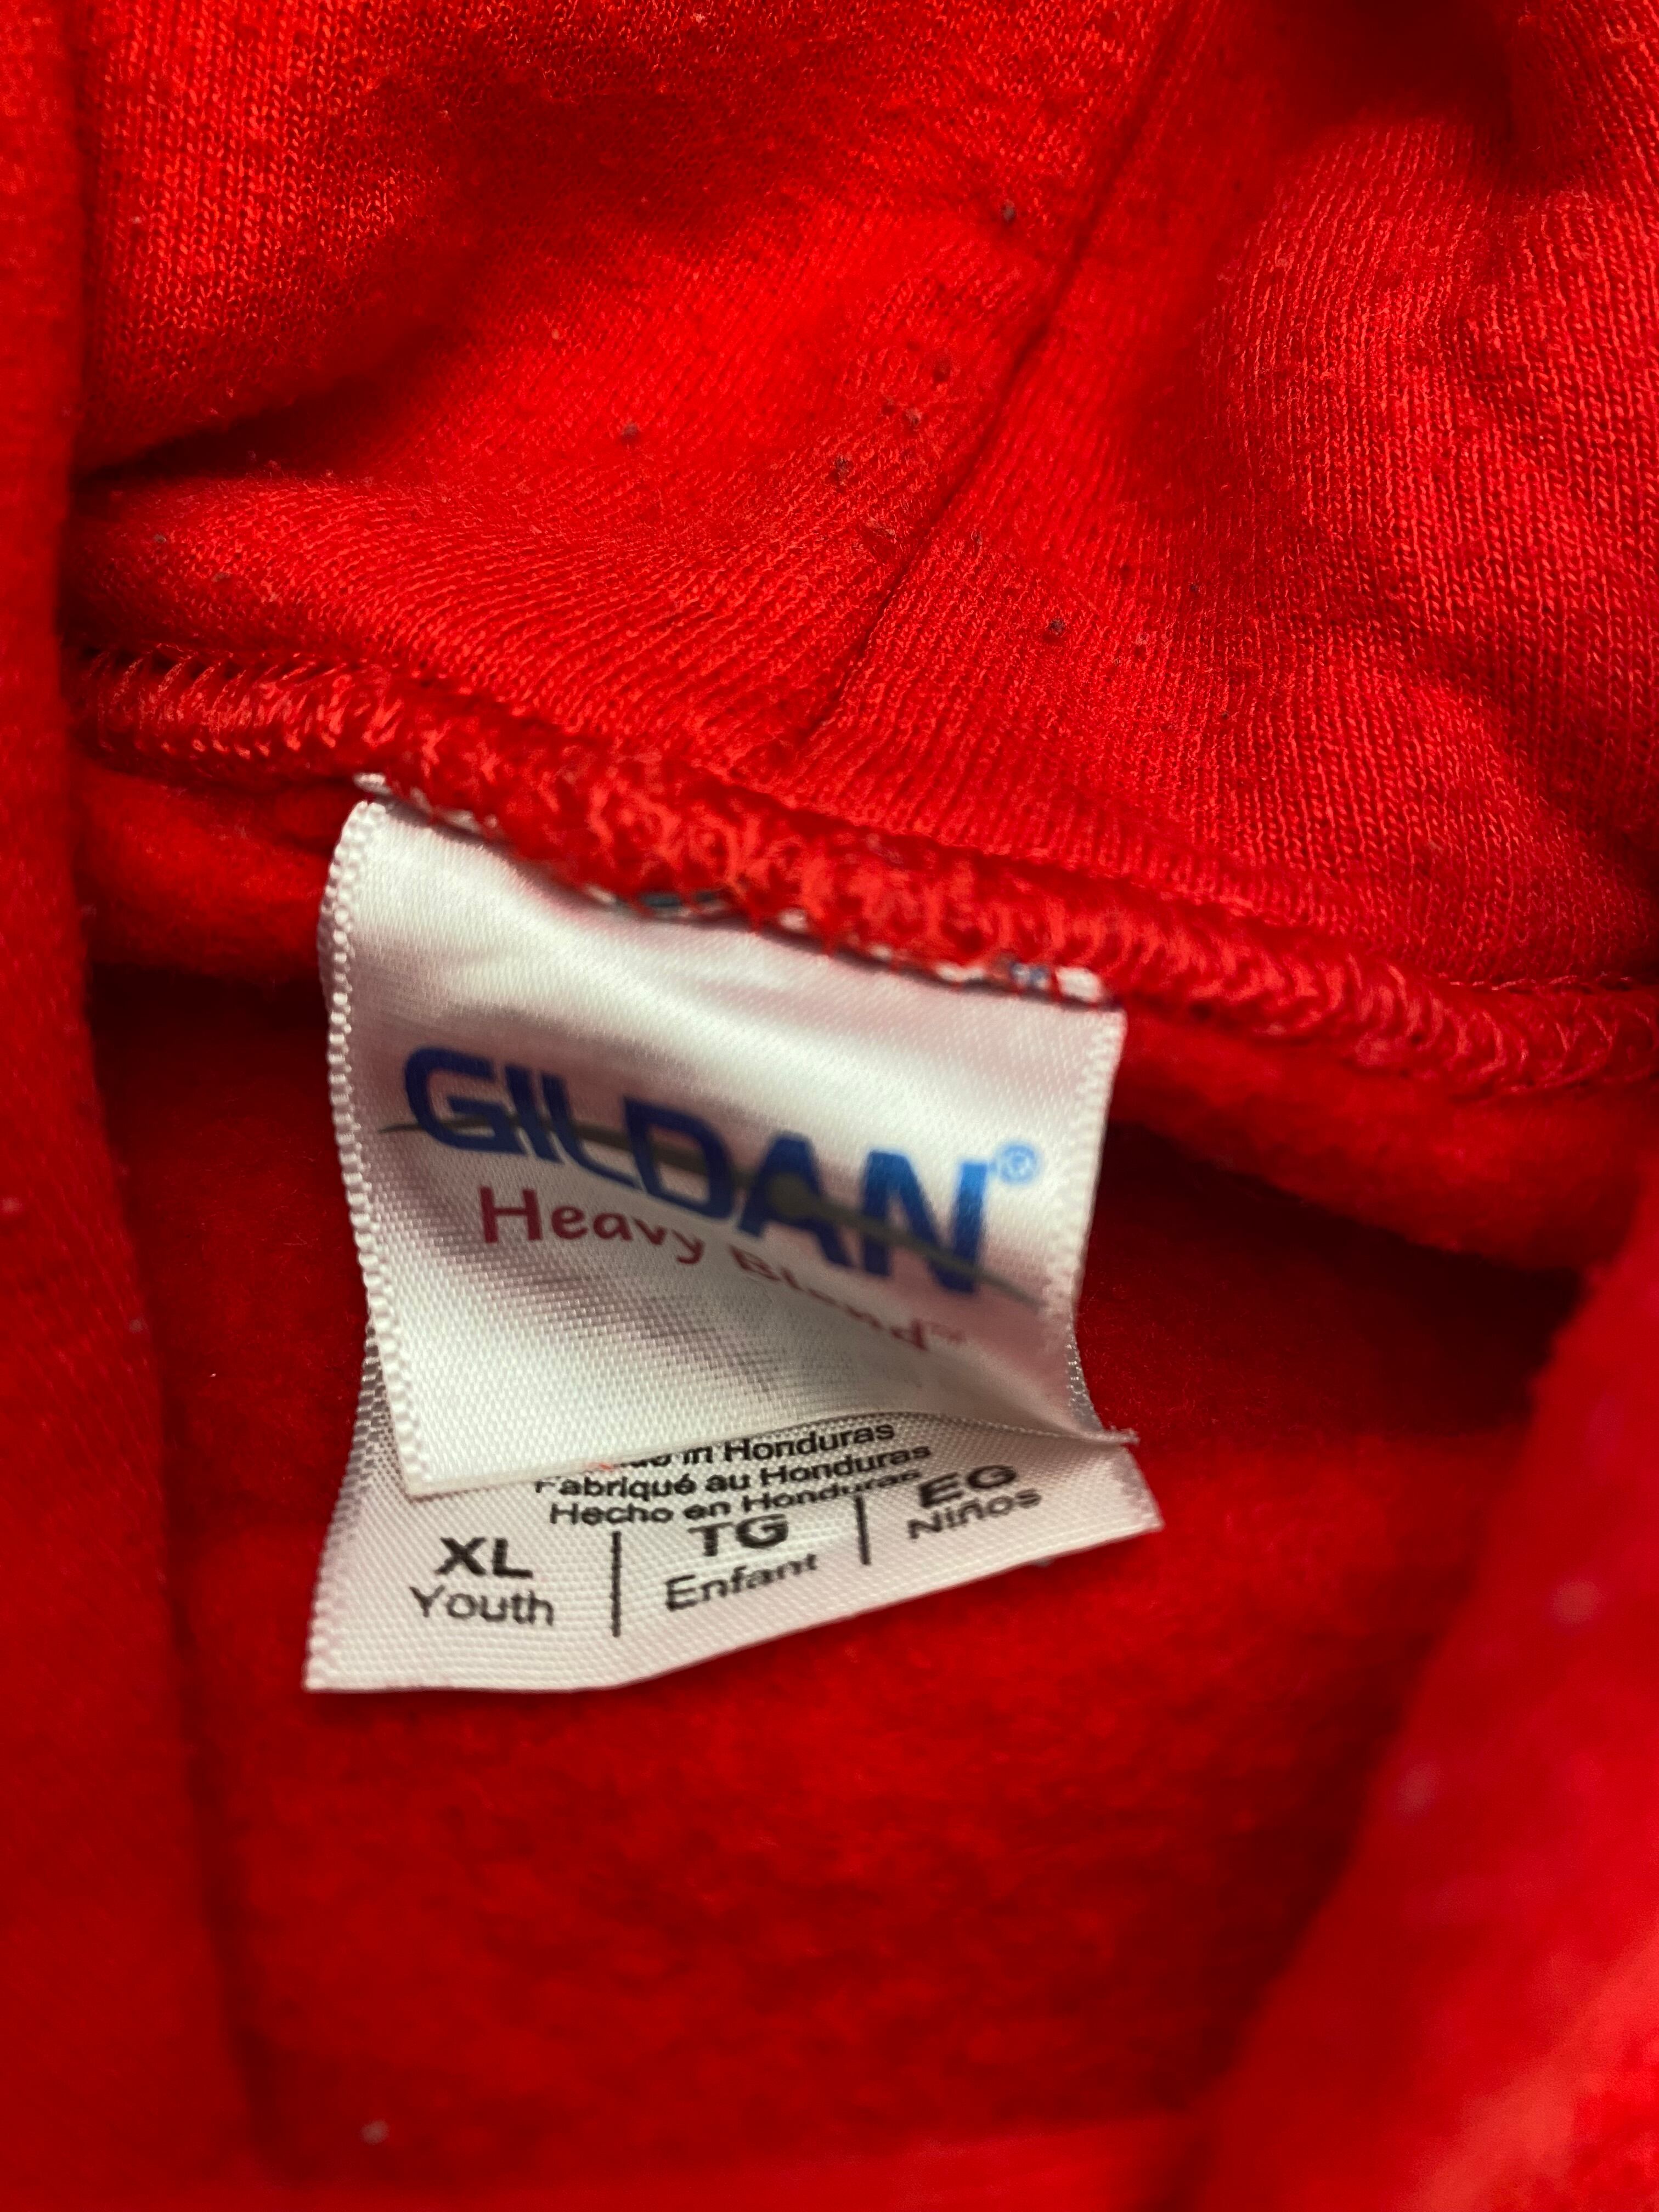 GILDAN®
Heavy Blend™
in Honduras
Fabriqué au Honduras
Hecho en Honduras
XL | TG | EG
Youth | Enfant | Niños